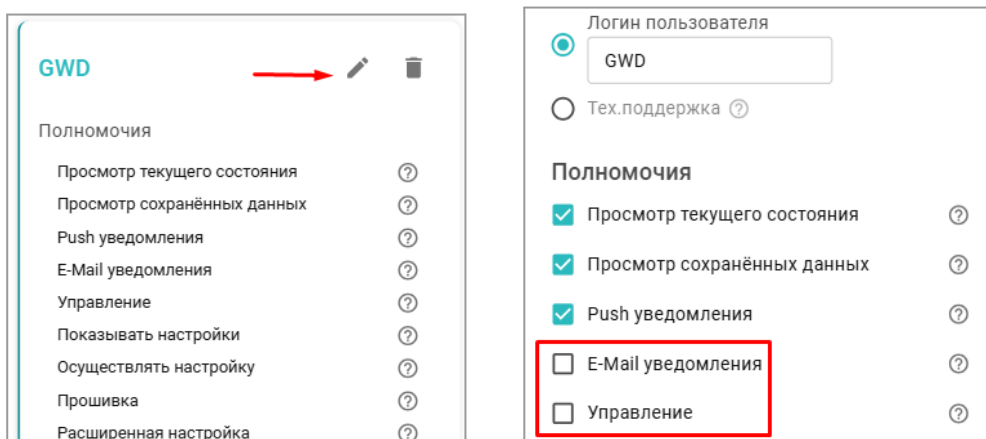 GWD
Полномочия
Просмотр текущего состояния
Просмотр сохранённых данных
Push уведомления
E-Mail уведомления
Управление
Показывать настройки
Осуществлять настройку
Прошивка
Расширенная настройка
Логин пользователя
GWD
Тех.поддержка
Полномочия
Просмотр текущего состояния
Просмотр сохранённых данных
Push уведомления
E-Mail уведомления
Управление